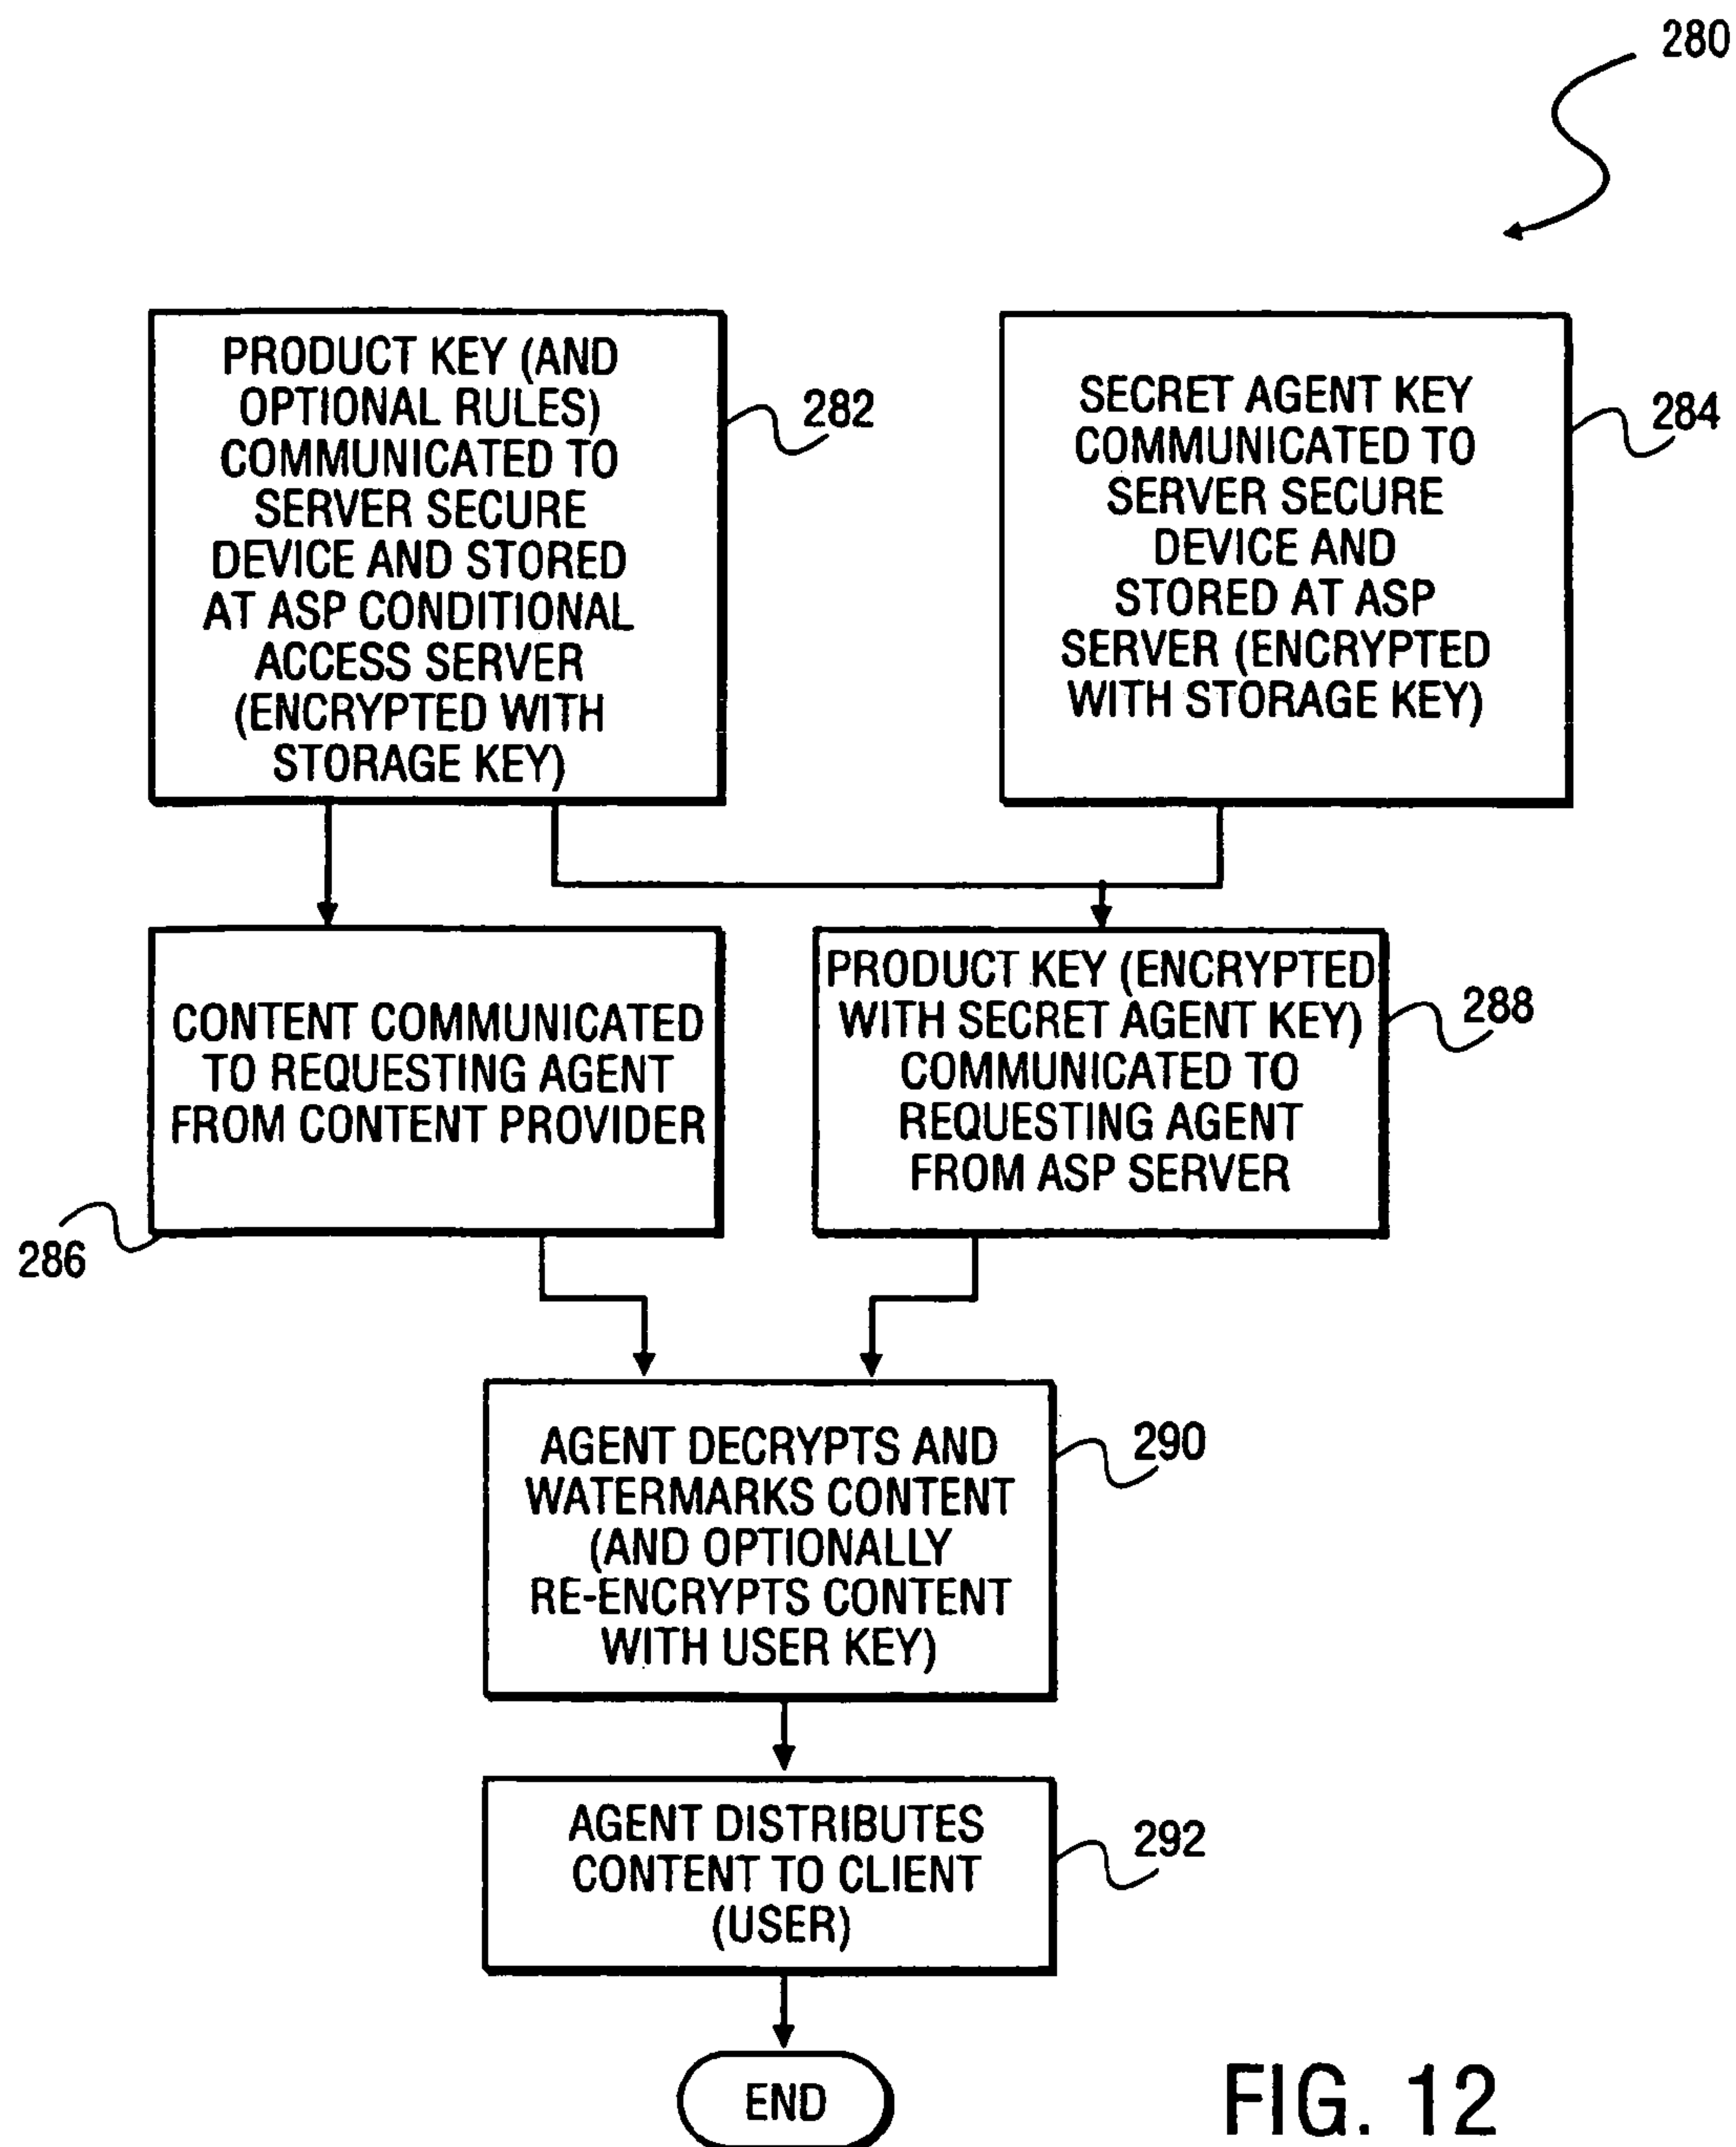 280
PRODUCT KEY (AND
OPTIONAL RULES)
COMMUNICATED TO
SERVER SECURE
DEVICE AND STORED
AT ASP CONDITIONAL
ACCESS SERVER
(ENCRYPTED WITH
STORAGE KEY)
282
SECRET AGENT KEY
COMMUNICATED TO
SERVER SECURE
DEVICE AND
STORED AT ASP
SERVER (ENCRYPTED
WITH STORAGE KEY)
284
CONTENT COMMUNICATED
TO REQUESTING AGENT
FROM CONTENT PROVIDER
286
PRODUCT KEY (ENCRYPTED
WITH SECRET AGENT KEY)
COMMUNICATED TO
REQUESTING AGENT
FROM ASP SERVER
288
AGENT DECRYPTS AND
WATERMARKS CONTENT
(AND OPTIONALLY
RE-ENCRYPTS CONTENT
WITH USER KEY)
290
AGENT DISTRIBUTES
CONTENT TO CLIENT
(USER)
292
END
FIG. 12